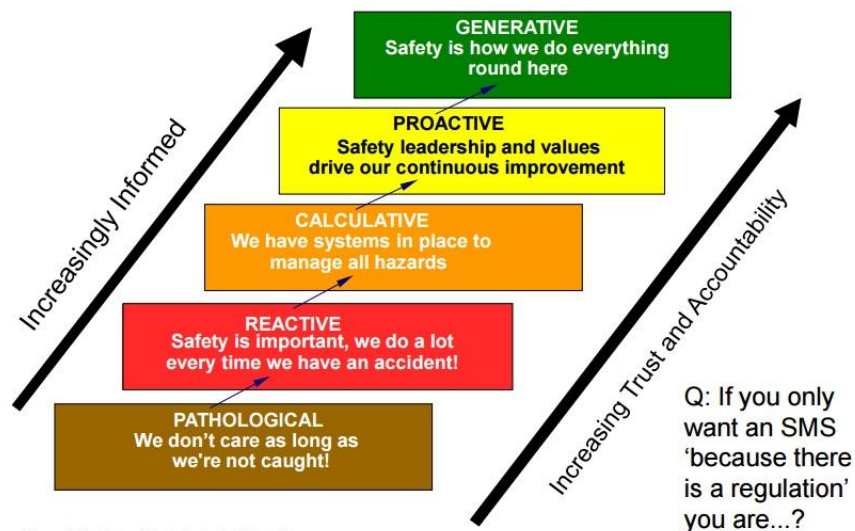 GENERATIVE
Safety is how we do everything
round here
PROACTIVE
Safety leadership and values
drive our continuous improvement
CALCULATIVE
We have systems in place to
manage all hazards
REACTIVE
Safety is important, we do a lot
every time we have an accident!
PATHOLOGICAL
We don't care as long as
we're not caught!
Increasingly Informed
Increasing Trust and Accountability
Q: If you only
want an SMS
‘because there
is a regulation’
you are...?